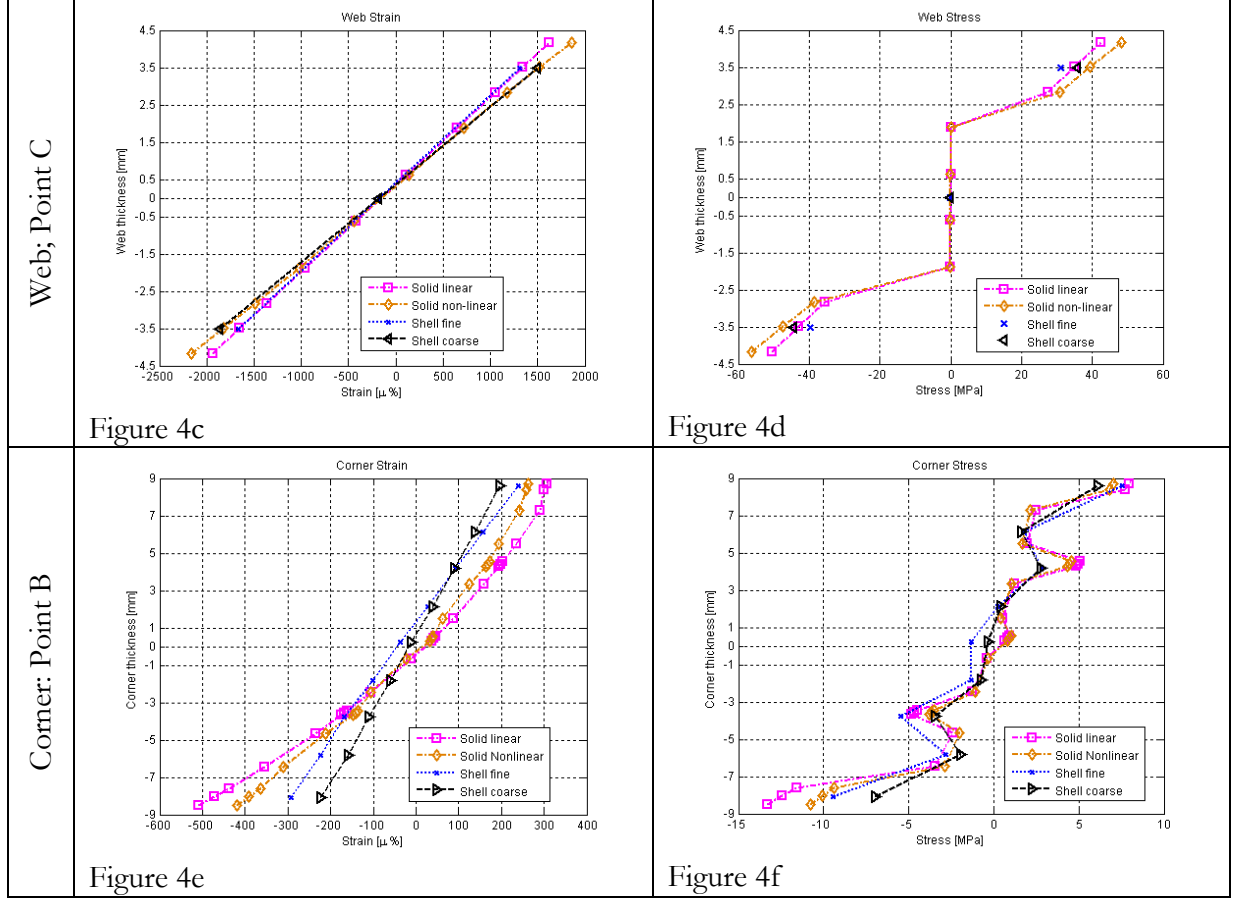 Web; Point C
Web Strain
Web thickness [mm]
4.5
3.5
2.5
1.5
0.5
0
-0.5
-1.5
-2.5
-3.5
-4.5
-2500 -2000 -1500 -1000 -500 0 500 1000 1500 2000
Strain [μ %]
Solid linear
Solid non-linear
Shell fine
Shell coarse
Figure 4c
Web Stress
Web thickness [mm]
4.5
3.5
2.5
1.5
0.5
0
-0.5
-1.5
-2.5
-3.5
-4.5
-60 -40 -20 0 20 40 60
Stress [MPa]
Solid linear
Solid non-linear
Shell fine
Shell coarse
Figure 4d
Corner: Point B
Corner Strain
Corner thickness [mm]
9
7
5
3
1
0
-1
-3
-5
-7
-9
-600 -500 -400 -300 -200 -100 0 100 200 300 400
Strain [μ %]
Solid linear
Solid Nonlinear
Shell fine
Shell coarse
Figure 4e
Corner Stress
Corner thickness [mm]
9
7
5
3
1
0
-1
-3
-5
-7
-9
-15 -10 -5 0 5 10
Stress [MPa]
Solid linear
Solid Nonlinear
Shell fine
Shell coarse
Figure 4f